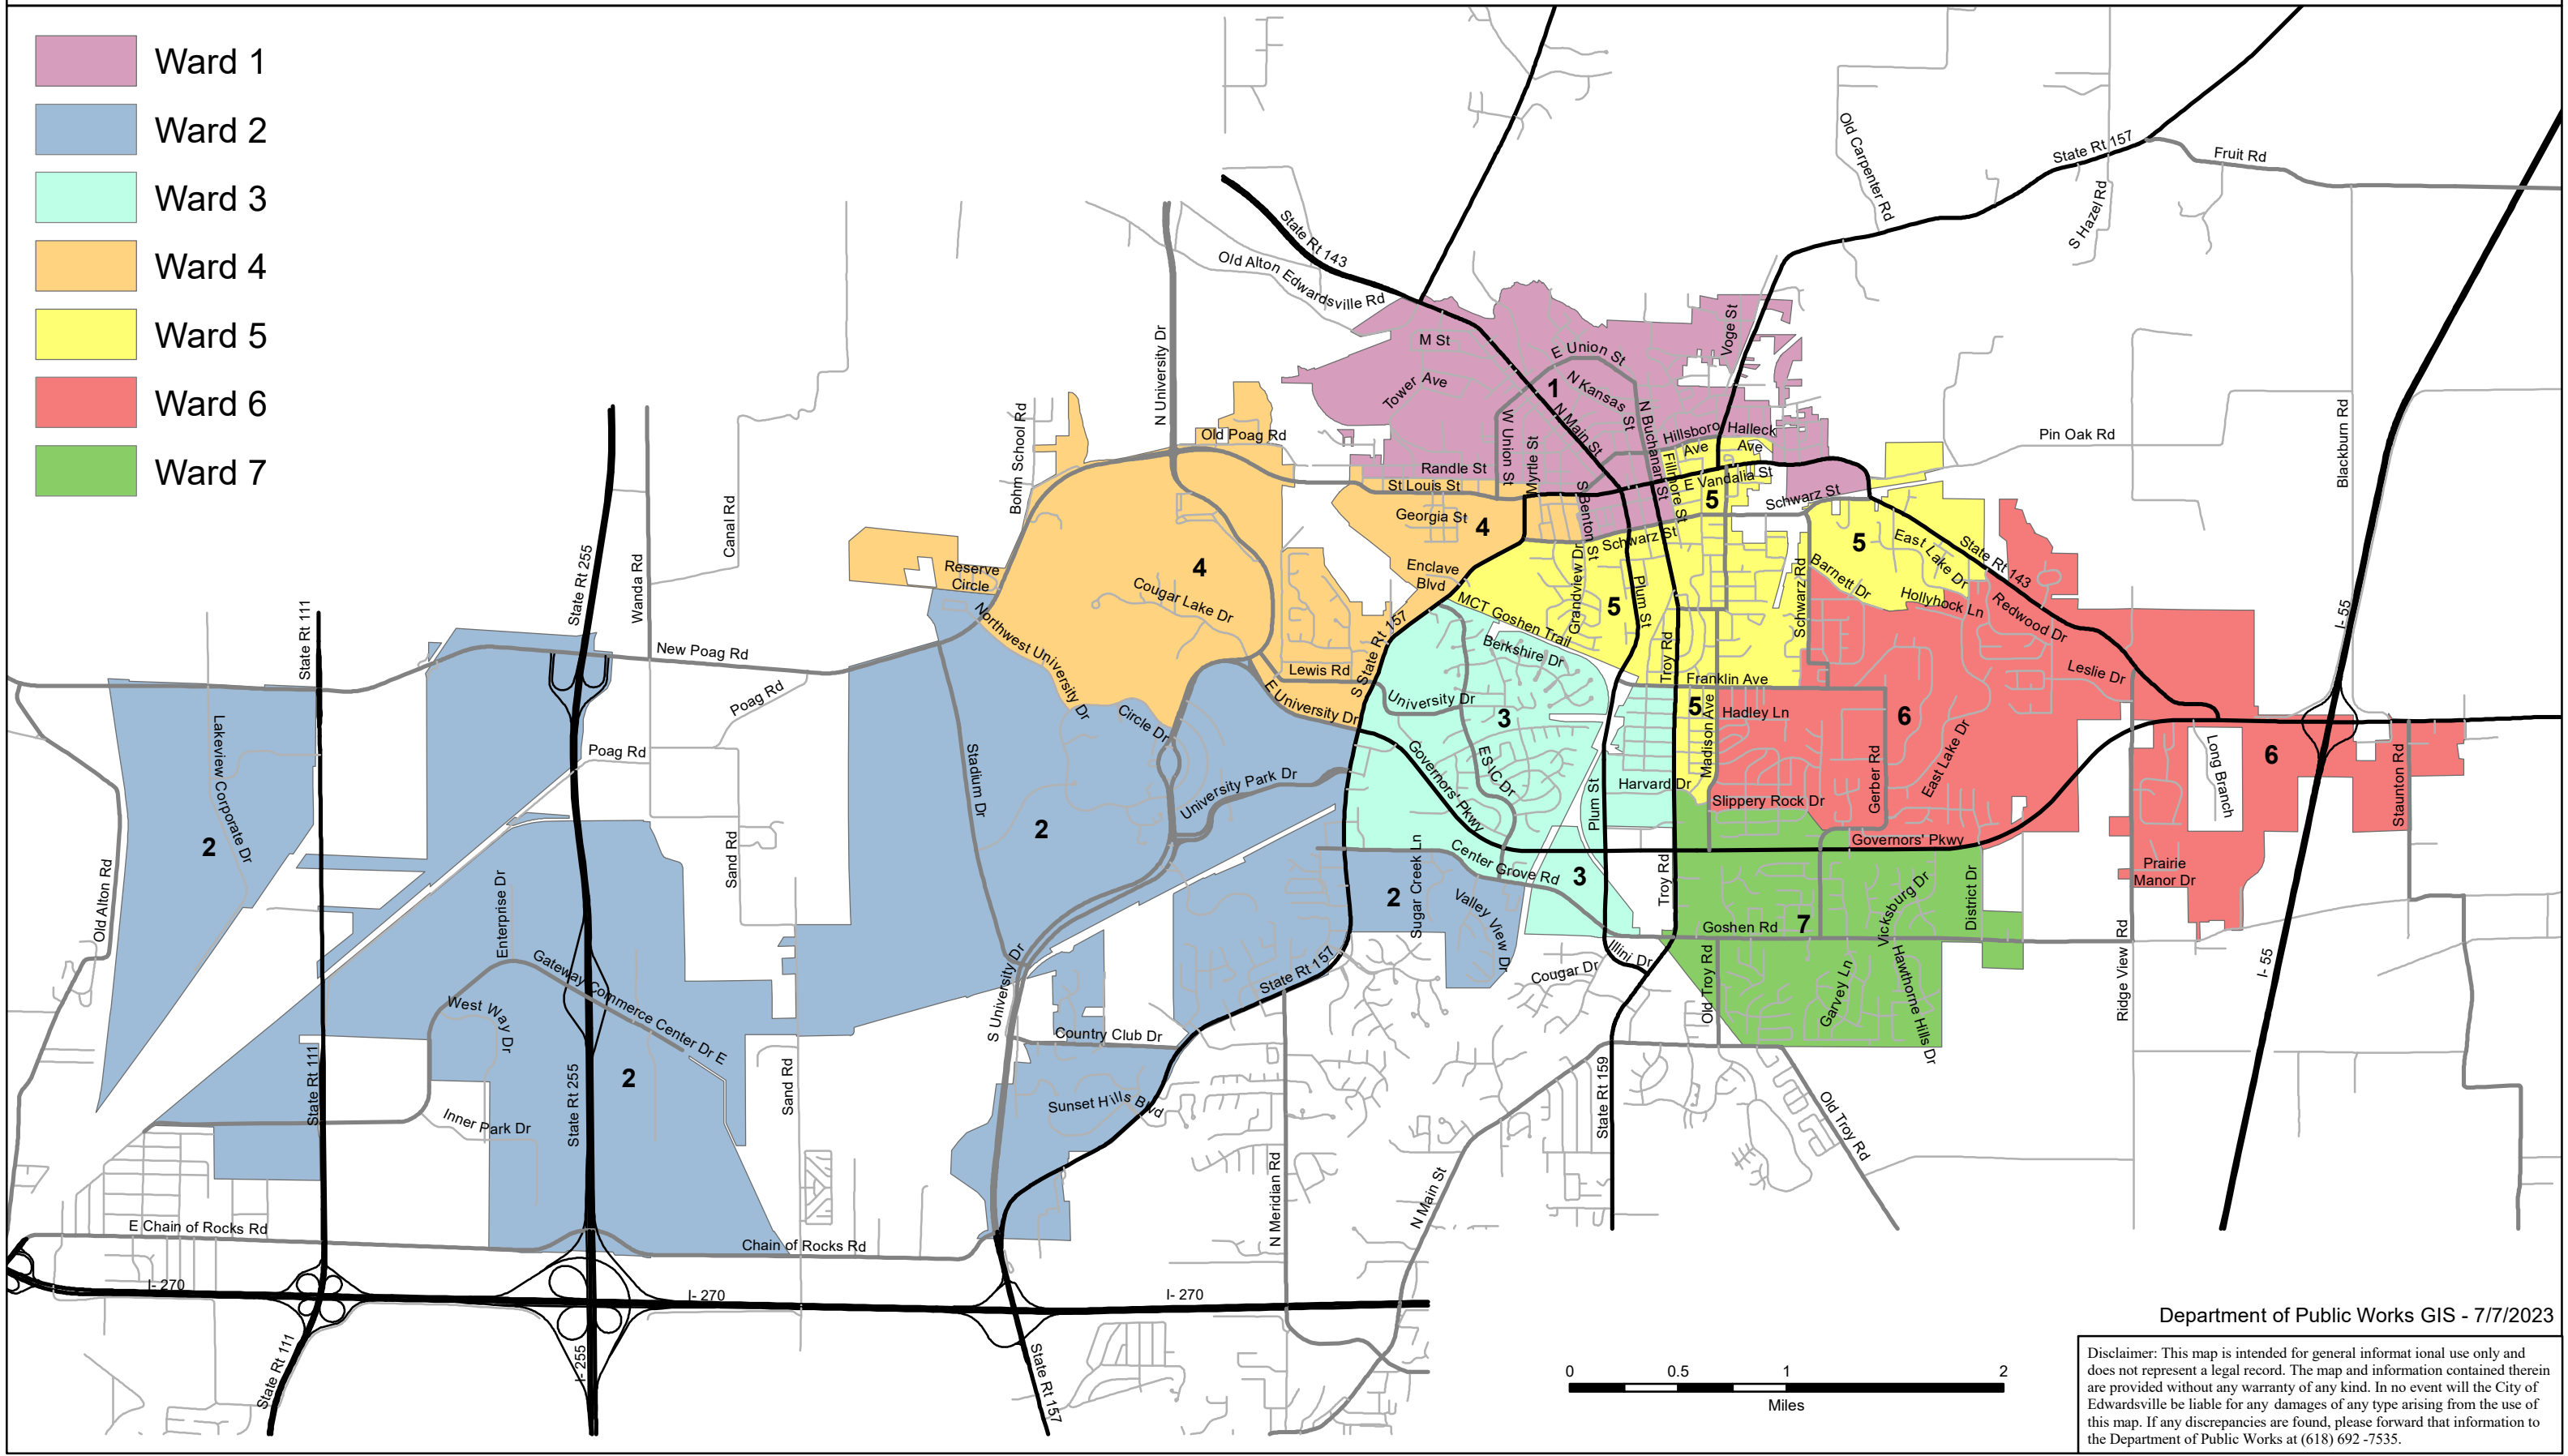 Ward 1
Ward 2
Ward 3
Ward 4
Ward 5
Ward 6
Ward 7
State Rt 157
Fruit Rd
Old Carpenter Rd
S Hazel Rd
State Rt 143
Old Alton Edwardsville Rd
N University Dr
M St
E Union St
Voge St
Tower Ave
1
N Kansas St
N Main St
W Union St
Myrtle St
N Buchanan St
Hillsboro Ave
Halleck Ave
Old Poag Rd
Randle St
St Louis St
Fillmore St
E Vandalia St
5
Schwarz St
Pin Oak Rd
Blackburn Rd
Bohm School Rd
Canal Rd
State Rt 255
Wanda Rd
Georgia St
4
S Benton St
Schwarz St
Reserve Circle
4
Cougar Lake Dr
Enclave Blvd
MCT Goshen Trail
Grandview Dr
5
Plum St
Troy Rd
Schwarz Rd
5
East Lake Dr
State Rt 143
Barnett Dr
Hollyhock Ln
Redwood Dr
Leslie Dr
I- 55
State Rt 111
New Poag Rd
Poag Rd
Poag Rd
Northwest University Dr
Circle Dr
Lewis Rd
E University Dr
S State Rt 157
Berkshire Dr
University Dr
3
Franklin Ave
5
Madison Ave
Hadley Ln
6
Gerber Rd
East Lake Dr
Long Branch
6
Staunton Rd
Lakeview Corporate Dr
2
Old Alton Rd
Stadium Dr
2
University Park Dr
Governors' Pkwy
ESIC Dr
Plum St
Harvard Dr
Slippery Rock Dr
Governors' Pkwy
Sand Rd
Enterprise Dr
Sugar Creek Ln
2
Center Grove Rd
3
Valley View Dr
Troy Rd
Goshen Rd
7
Vicksburg Dr
District Dr
Prairie
Manor Dr
Ridge View Rd
I- 55
Gateway Commerce Center Dr E
West Way Dr
S University Dr
State Rt 157
Cougar Dr
Illini Dr
Old Troy Rd
Garvey Ln
Hawthorne Hills Dr
State Rt 111
State Rt 255
2
Sand Rd
Country Club Dr
Sunset Hills Blvd
Inner Park Dr
State Rt 159
Old Troy Rd
N Meridian Rd
N Main St
E Chain of Rocks Rd
Chain of Rocks Rd
I- 270
I- 270
I- 270
State Rt 111
I- 255
State Rt 157
Department of Public Works GIS - 7/7/2023
0 0.5 1 2
Miles
Disclaimer: This map is intended for general informat ional use only and
does not represent a legal record. The map and information contained therein
are provided without any warranty of any kind. In no event will the City of
Edwardsville be liable for any damages of any type arising from the use of
this map. If any discrepancies are found, please forward that information to
the Department of Public Works at (618) 692 -7535.